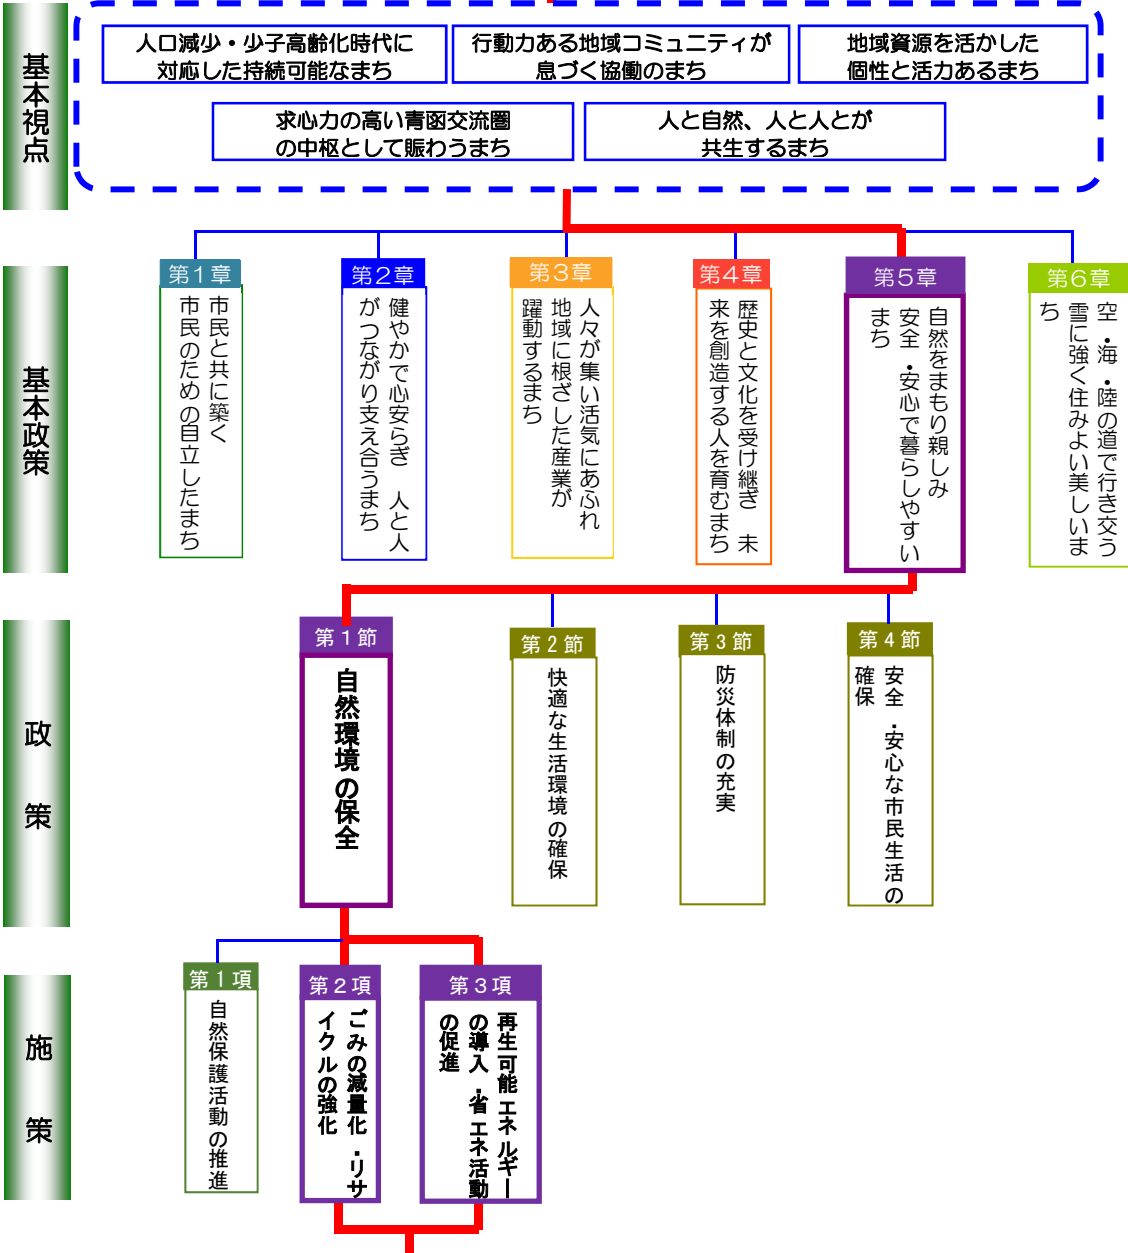 基本視点
人口減少・少子高齢化時代に
対応した持続可能なまち
行動力ある地域コミュニティが
息づく協働のまち
地域資源を活かした
個性と活力あるまち
求心力の高い青函交流圏
の中枢として賑わうまち
人と自然、人と人とが
共生するまち
基本政策
第1章
市民と共に築く
市民のための自立したまち
第2章
健やかで心安らぎ 人と人
がつながり支え合うまち
第3章
人々が集い活気にあふれ
地域に根ざした産業が
躍動するまち
第4章
歴史と文化を受け継ぎ 未
来を創造する人を育むまち
第5章
自然をまもり親しみ
安全・安心で暮らしやすい
まち
第6章
空・海・陸の道で行き交う
雪に強く住みよい美しいま
ち
政策
第1節
自然環境の保全
第2節
快適な生活環境の確保
第3節
防災体制の充実
第4節
安全・安心な市民生活の
確保
施策
第1項
自然保護活動の推進
第2項
ごみの減量化・リサ
イクルの強化
第3項
再生可能エネルギー
の導入・省エネ活動
の促進